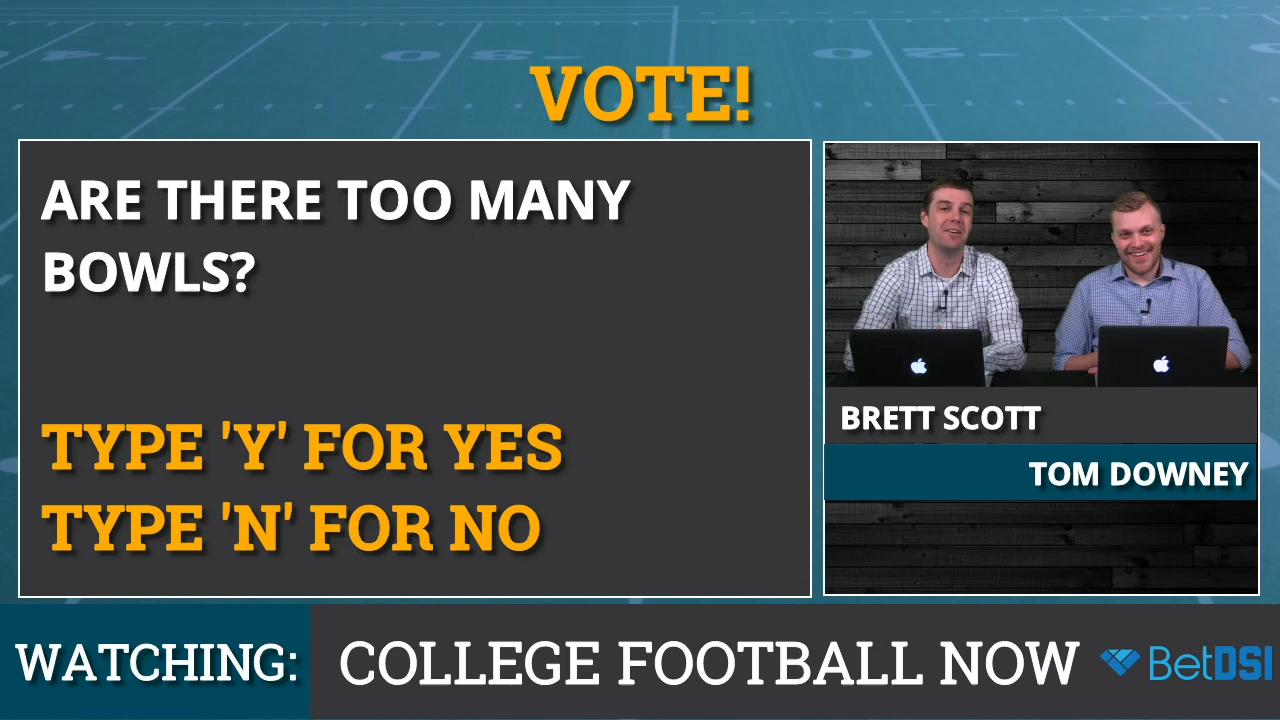 VOTE!
ARE THERE TOO MANY
BOWLS?
TYPE 'Y' FOR YES
TYPE 'N' FOR NO
BRETT SCOTT
TOM DOWNEY
WATCHING: COLLEGE FOOTBALL NOW BetDSI